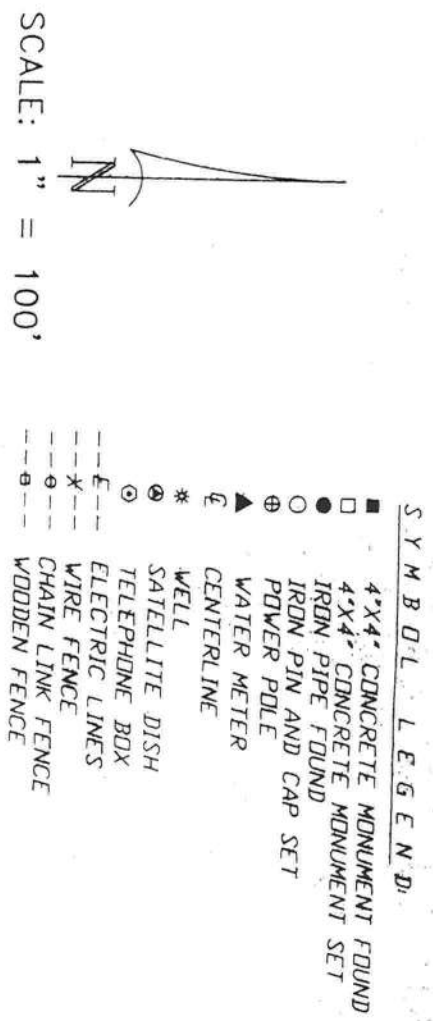 SYMBOL LEGEND:
4"X4" CONCRETE MONUMENT FOUND
4"X4" CONCRETE MONUMENT SET
IRON PIPE FOUND
IRON PIN AND CAP SET
POWER POLE
WATER METER
CENTERLINE
WELL
SATELLITE DISH
TELEPHONE BOX
---E--- ELECTRIC LINES
---X--- WIRE FENCE
CHAIN LINK FENCE
WOODEN FENCE
N
SCALE: 1" = 100'